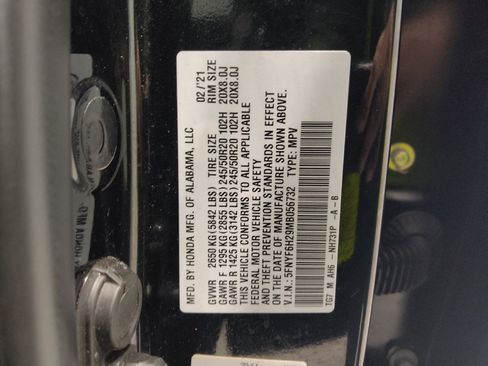 MFD. BY HONDA MFG. OF ALABAMA, LLC 02/'21
GVWR 2650 KG (5842 LBS) TIRE SIZE RIM SIZE
GAWR F 1295 KG (2855 LBS) 245/50R20 102H 20X8.0J
GAWR R 1425 KG (3142 LBS) 245/50R20 102H 20X8.0J
THIS VEHICLE CONFORMS TO ALL APPLICABLE
FEDERAL MOTOR VEHICLE SAFETY
AND THEFT PREVENTION STANDARDS IN EFFECT
ON THE DATE OF MANUFACTURE SHOWN ABOVE.
V.I.N.: 5FNYF6H29MB056732 TYPE: MPV
TG7 M AH6 - NH731P -A -B